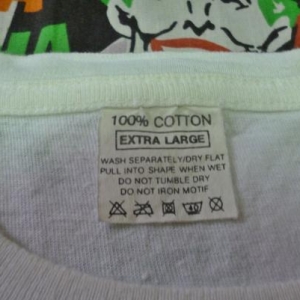 100% COTTON
EXTRA LARGE
WASH SEPARATELY/DRY FLAT
PULL INTO SHAPE WHEN WET
DO NOT TUMBLE DRY
DO NOT IRON MOTIF
40